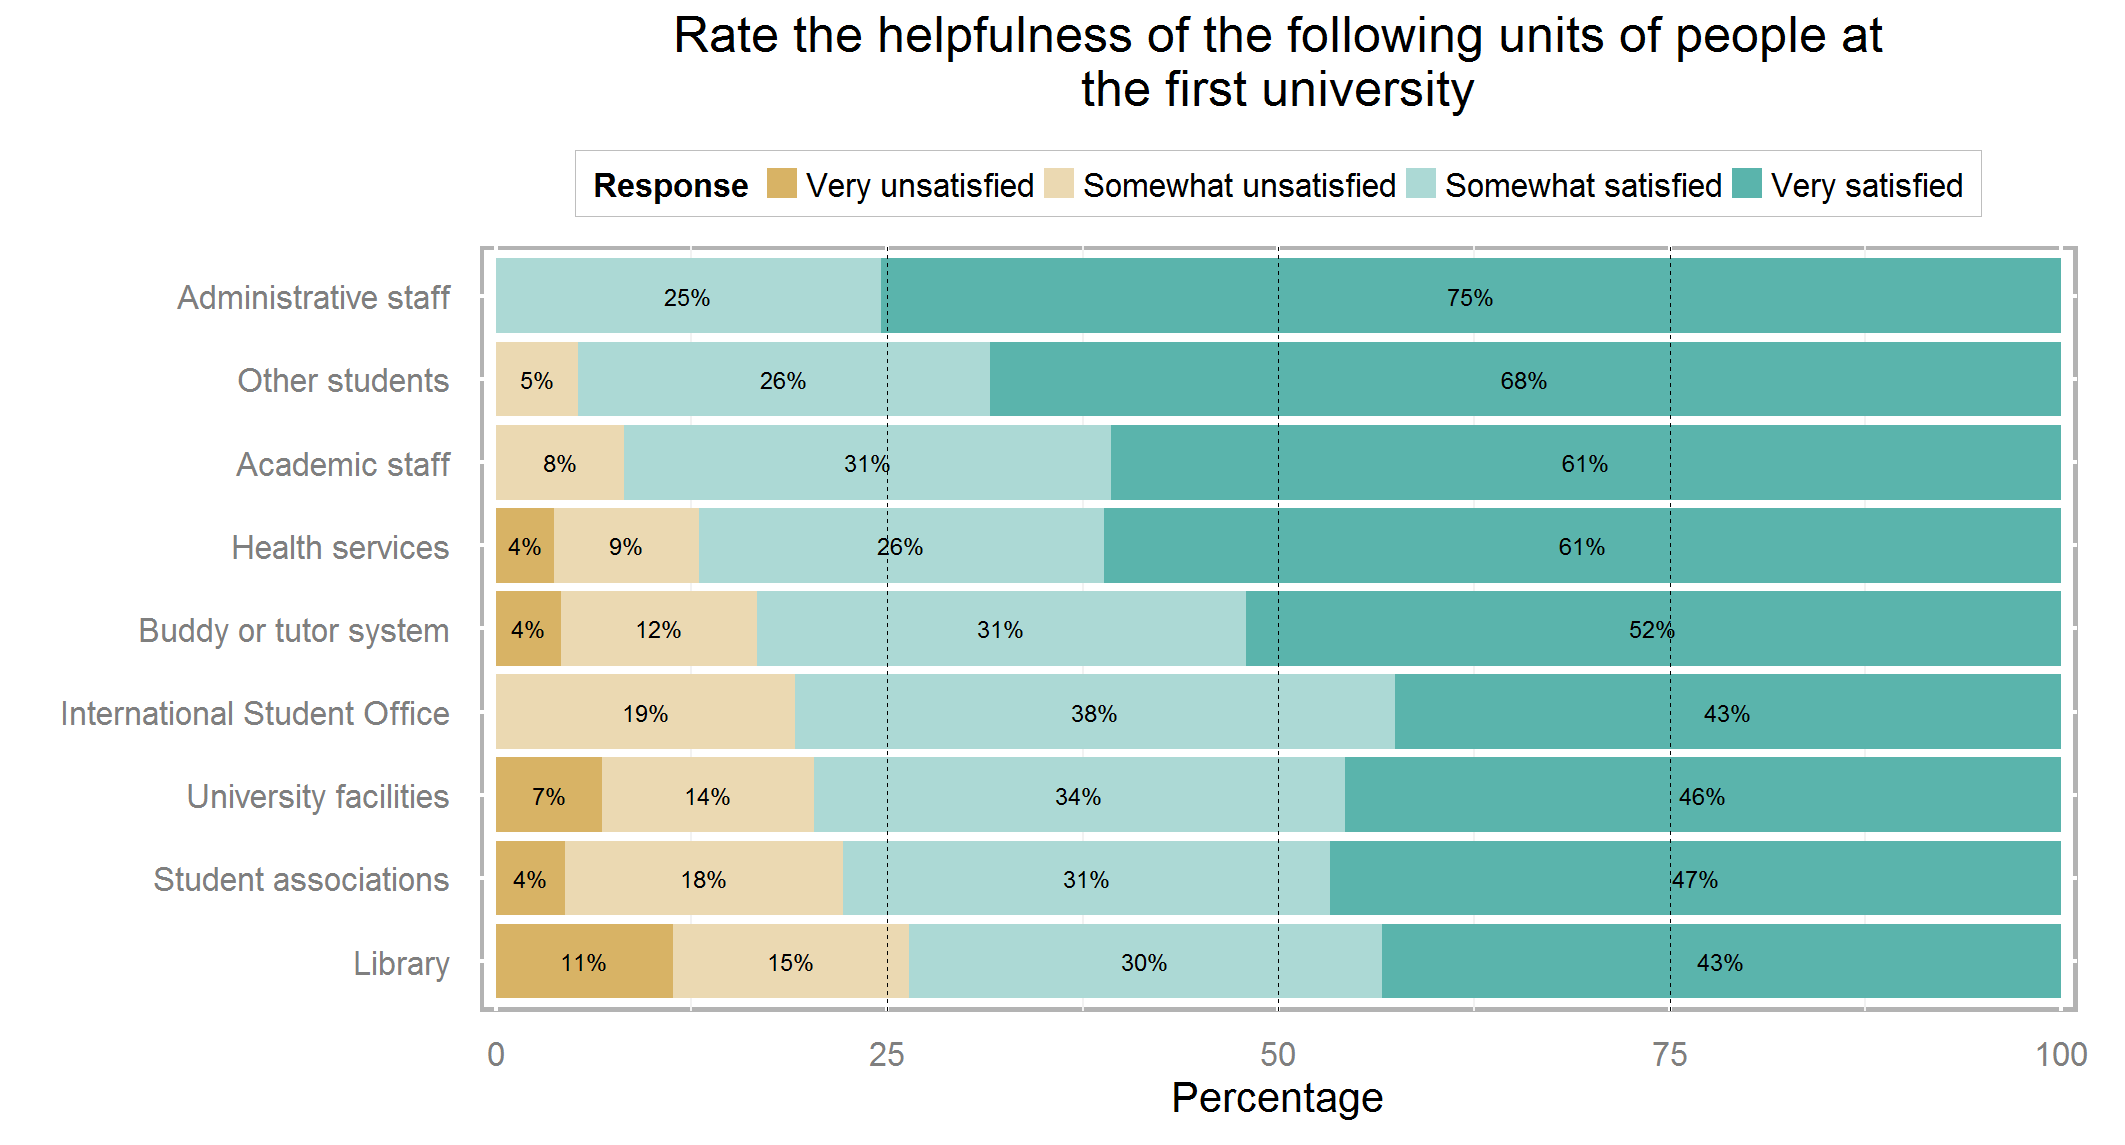 Rate the helpfulness of the following units of people at
the first university
Response Very unsatisfied Somewhat unsatisfied Somewhat satisfied Very satisfied
Administrative staff 25% 75%
Other students 5% 26% 68%
Academic staff 8% 31% 61%
Health services 4% 9% 26% 61%
Buddy or tutor system 4% 12% 31% 52%
International Student Office 19% 38% 43%
University facilities 7% 14% 34% 46%
Student associations 4% 18% 31% 47%
Library 11% 15% 30% 43%
0 25 50 75 100
Percentage